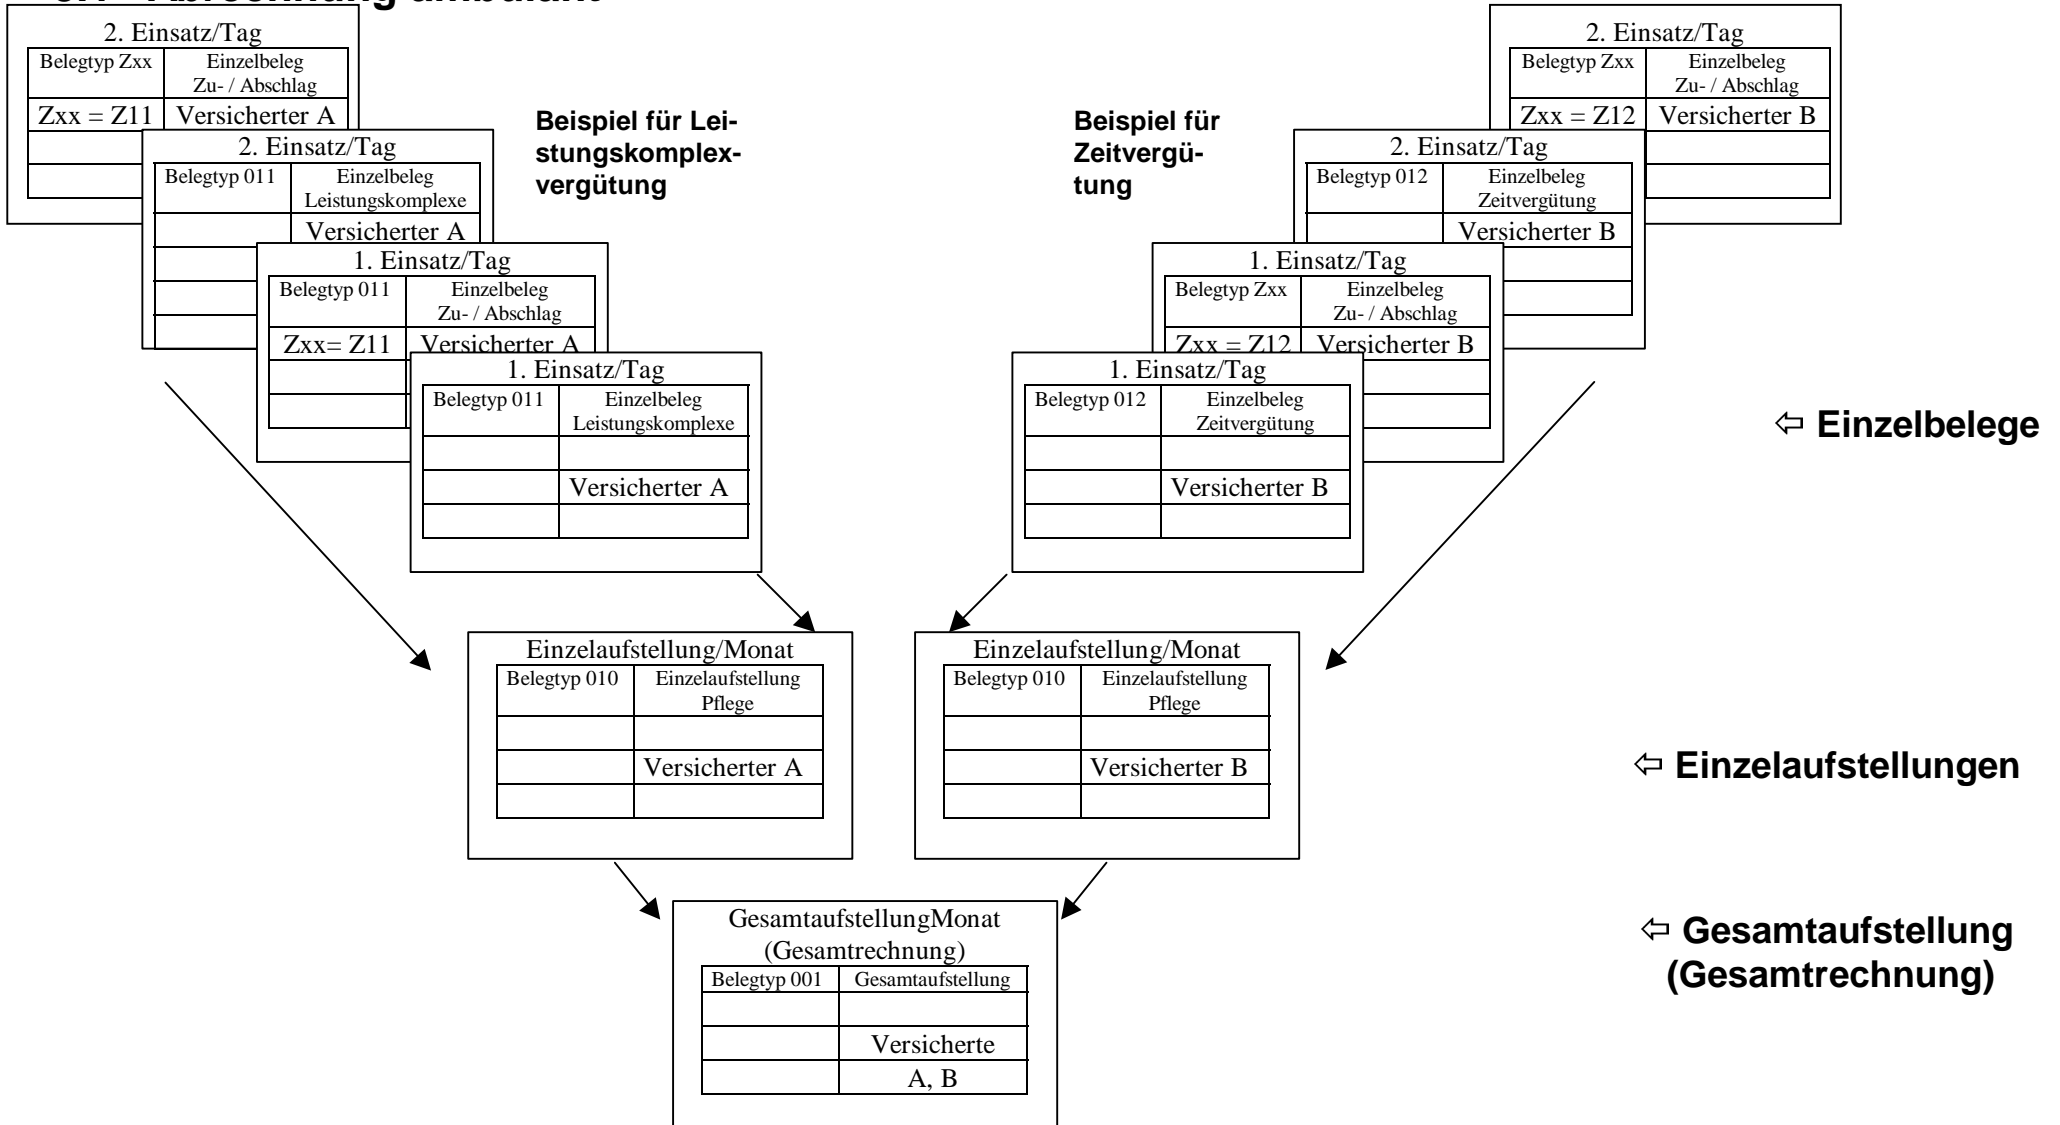 2. Einsatz/Tag
Belegtyp Zxx Einzelbeleg
Zu- / Abschlag
Zxx = Z11 Versicherter A
2. Einsatz/Tag
Belegtyp 011 Einzelbeleg
Leistungskomplexe
Versicherter A
1. Einsatz/Tag
Belegtyp 011 Einzelbeleg
Zu- / Abschlag
Zxx= Z11 Versicherter A
1. Einsatz/Tag
Belegtyp 011 Einzelbeleg
Leistungskomplexe
Versicherter A
Beispiel für Lei-
stungskomplex-
vergütung
Beispiel für
Zeitvergü-
tung
2. Einsatz/Tag
Belegtyp Zxx Einzelbeleg
Zu- / Abschlag
Zxx = Z12 Versicherter B
2. Einsatz/Tag
Belegtyp 012 Einzelbeleg
Zeitvergütung
Versicherter B
1. Einsatz/Tag
Belegtyp Zxx Einzelbeleg
Zu- / Abschlag
Zxx = Z12 Versicherter B
1. Einsatz/Tag
Belegtyp 012 Einzelbeleg
Zeitvergütung
Versicherter B
⇦ Einzelbelege
Einzelaufstellung/Monat
Belegtyp 010 Einzelaufstellung
Pflege
Versicherter A
Einzelaufstellung/Monat
Belegtyp 010 Einzelaufstellung
Pflege
Versicherter B
⇦ Einzelaufstellungen
GesamtaufstellungMonat
(Gesamtrechnung)
Belegtyp 001 Gesamtaufstellung
Versicherte
A, B
⇦ Gesamtaufstellung
(Gesamtrechnung)